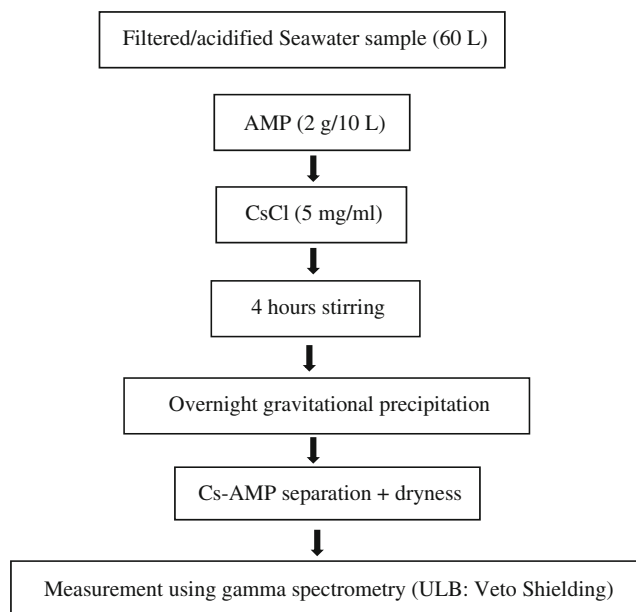 Filtered/acidified Seawater sample (60 L)
AMP (2 g/10 L)
CsCl (5 mg/ml)
4 hours stirring
Overnight gravitational precipitation
Cs-AMP separation + dryness
Measurement using gamma spectrometry (ULB: Veto Shielding)